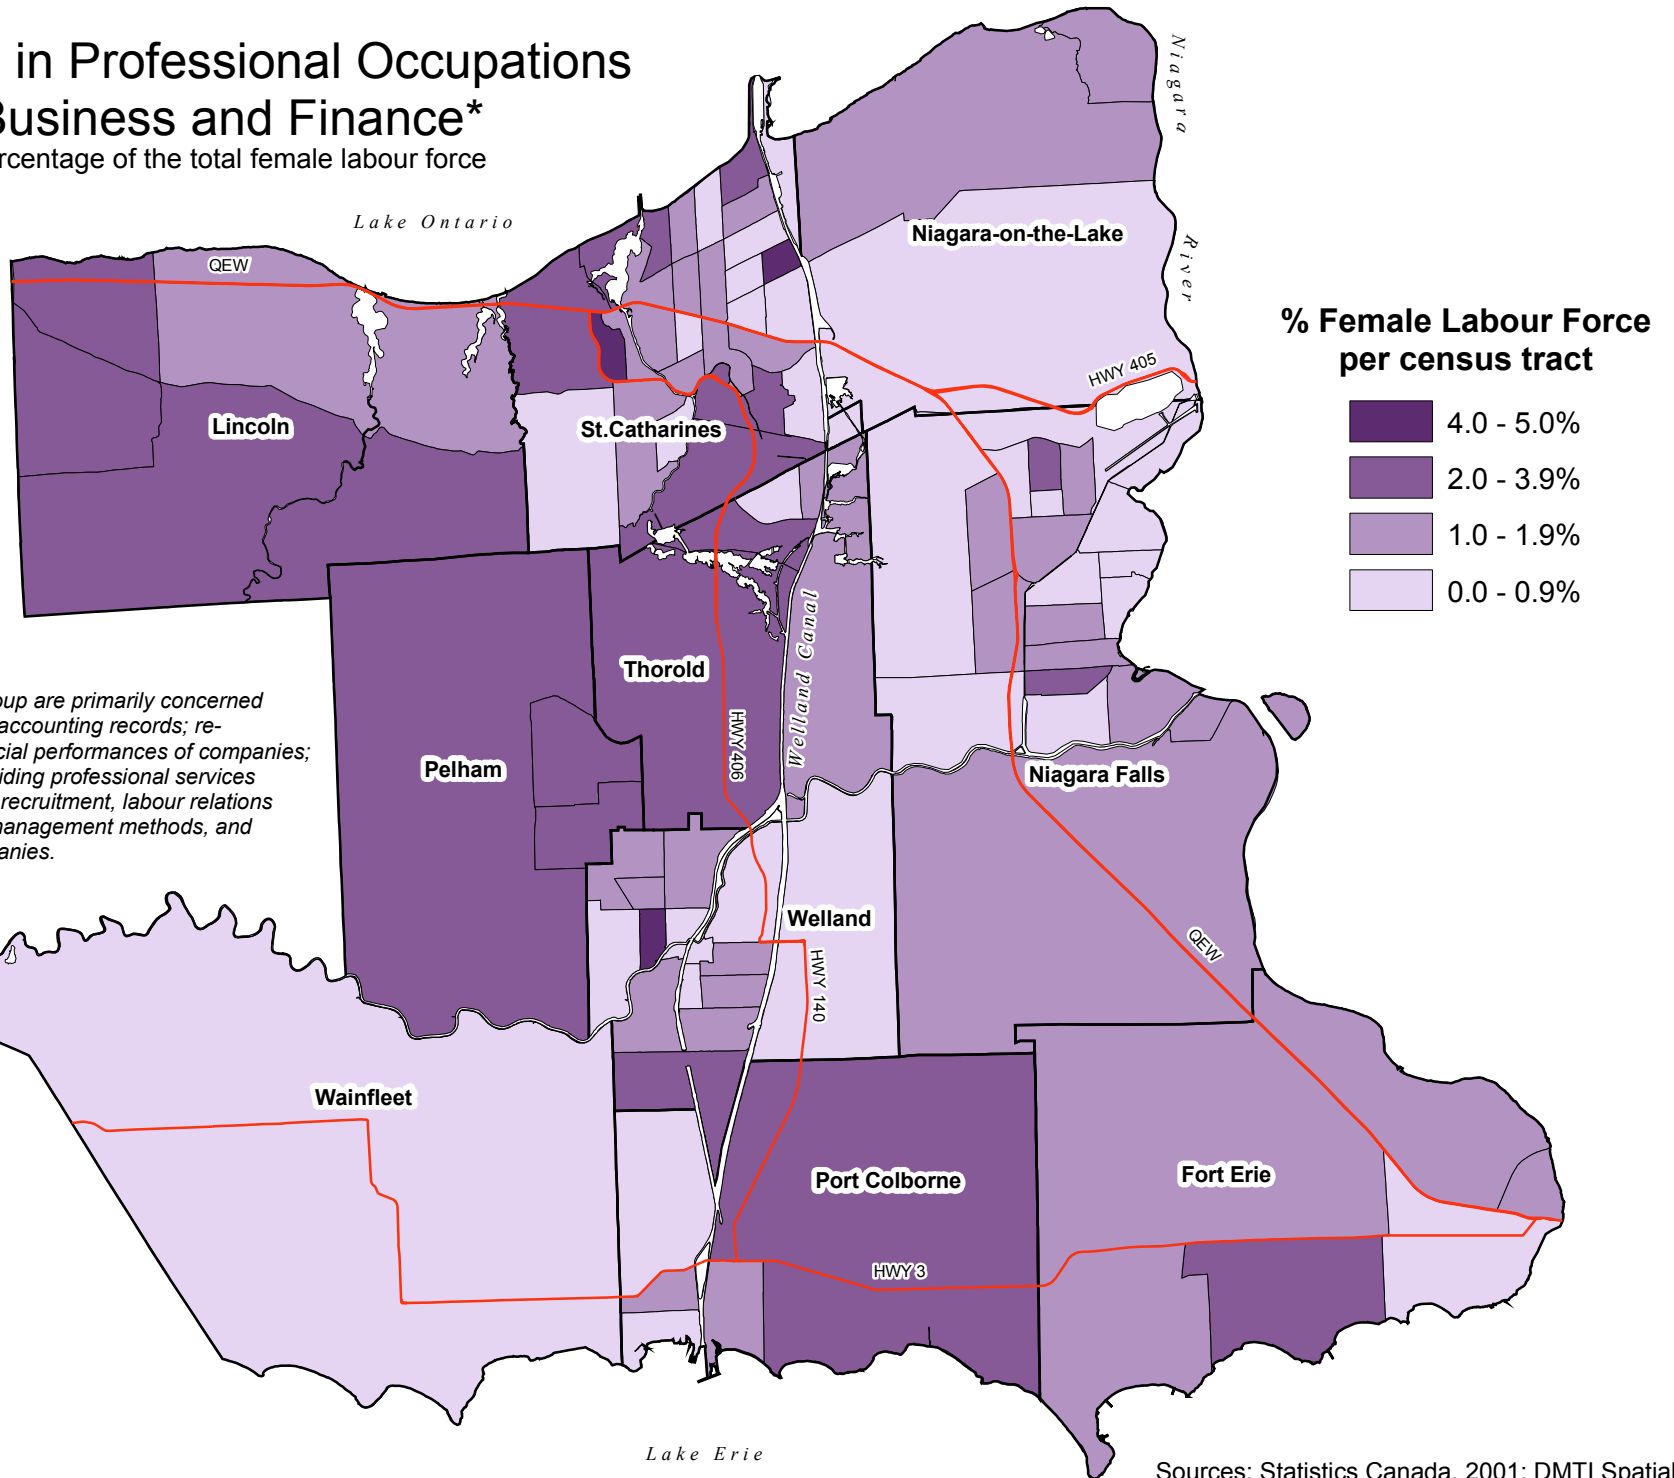 in Professional Occupations
Business and Finance*
rcentage of the total female labour force
Lake Ontario
Niagara
River
QEW
Niagara-on-the-Lake
HWY 405
% Female Labour Force
per census tract
4.0 - 5.0%
2.0 - 3.9%
1.0 - 1.9%
0.0 - 0.9%
Lincoln
St.Catharines
Thorold
Welland Canal
HWY 406
oup are primarily concerned
accounting records; re-
cial performances of companies;
iding professional services
recruitment, labour relations
management methods, and
anies.
Pelham
Niagara Falls
Welland
HWY 140
QEW
Wainfleet
Port Colborne
Fort Erie
HWY 3
Lake Erie
Sources: Statistics Canada, 2001; DMTI Spatial